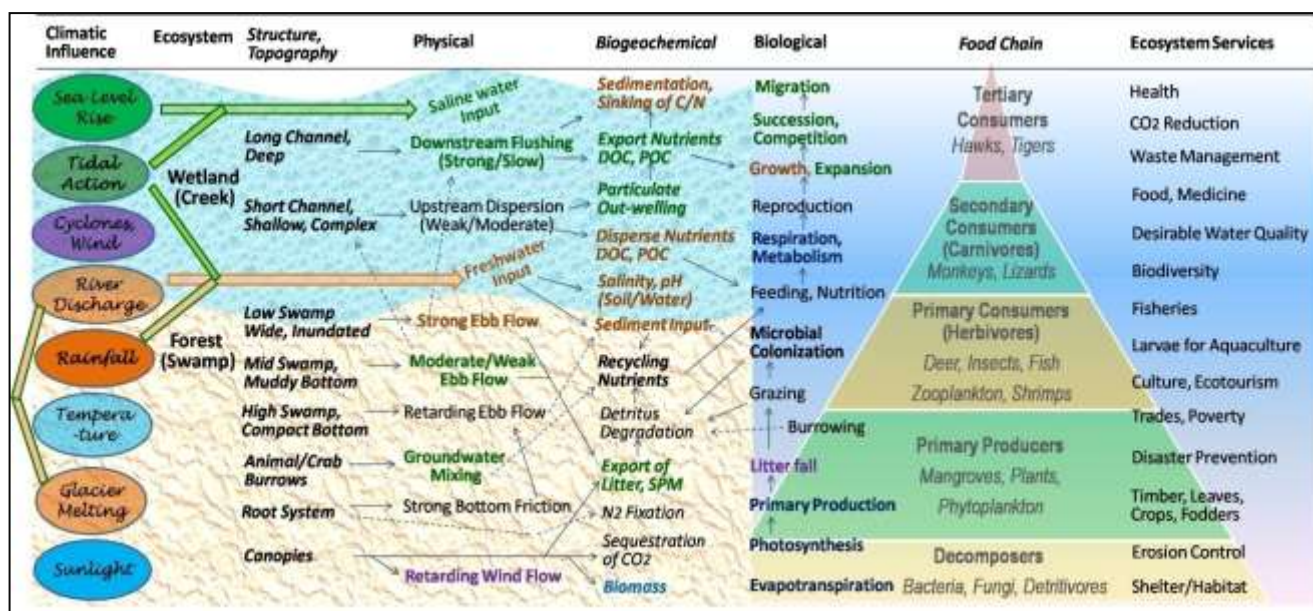 Climatic
Influence
Ecosystem
Structure,
Topography
Physical
Biogeochemical
Biological
Food Chain
Ecosystem Services
Sea Level
Rise
Tidal
Action
Cyclones,
Wind
River
Discharge
Rainfall
Tempera
-ture
Glacier
Melting
Sunlight
Wetland
(Creek)
Forest
(Swamp)
Long Channel,
Deep
Short Channel,
Shallow, Complex
Low Swamp
Wide, Inundated
Mid Swamp,
Muddy Bottom
High Swamp,
Compact Bottom
Animal/Crab
Burrows
Root System
Canopies
Saline water
Input
Downstream Flushing
(Strong/Slow)
Upstream Dispersion
(Weak/Moderate)
Freshwater
Input
Strong Ebb Flow
Moderate/Weak
Ebb Flow
Retarding Ebb Flow
Groundwater
Mixing
Strong Bottom Friction
Retarding Wind Flow
Sedimentation,
Sinking of C/N
Export Nutrients
DOC, POC
Particulate
Out-welling
Disperse Nutrients
DOC, POC
Salinity, pH
(Soil/Water)
Sediment Input
Recycling
Nutrients
Detritus
Degradation
Export of
Litter, SPM
N2 Fixation
Sequestration
of CO2
Biomass
Migration
Succession,
Competition
Growth, Expansion
Reproduction
Respiration,
Metabolism
Feeding, Nutrition
Microbial
Colonization
Grazing
Burrowing
Litter fall
Primary Production
Photosynthesis
Evapotranspiration
Tertiary
Consumers
Hawks, Tigers
Secondary
Consumers
(Carnivores)
Monkeys, Lizards
Primary Consumers
(Herbivores)
Deer, Insects, Fish
Zooplankton, Shrimps
Primary Producers
Mangroves, Plants,
Phytoplankton
Decomposers
Bacteria, Fungi, Detritivores
Health
CO2 Reduction
Waste Management
Food, Medicine
Desirable Water Quality
Biodiversity
Fisheries
Larvae for Aquaculture
Culture, Ecotourism
Trades, Poverty
Disaster Prevention
Timber, Leaves,
Crops, Fodders
Erosion Control
Shelter/Habitat